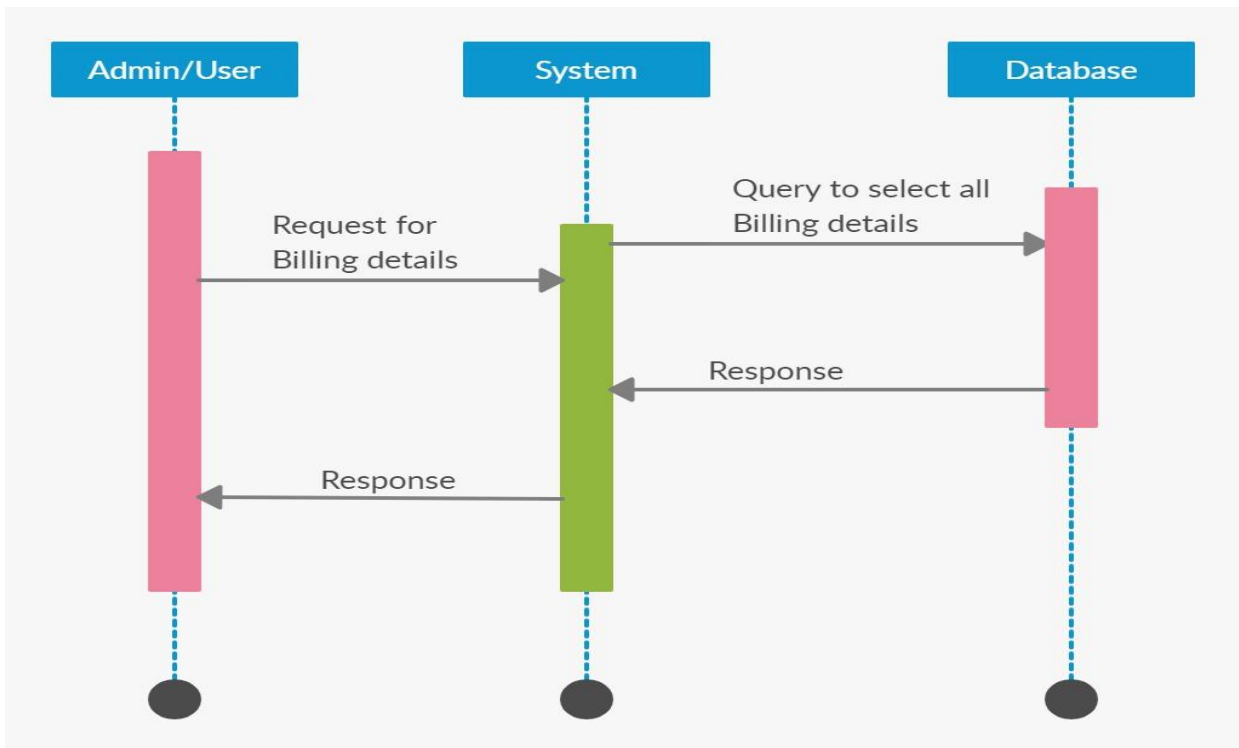 Admin/User
System
Database
Query to select all
Billing details
Request for
Billing details
Response
Response